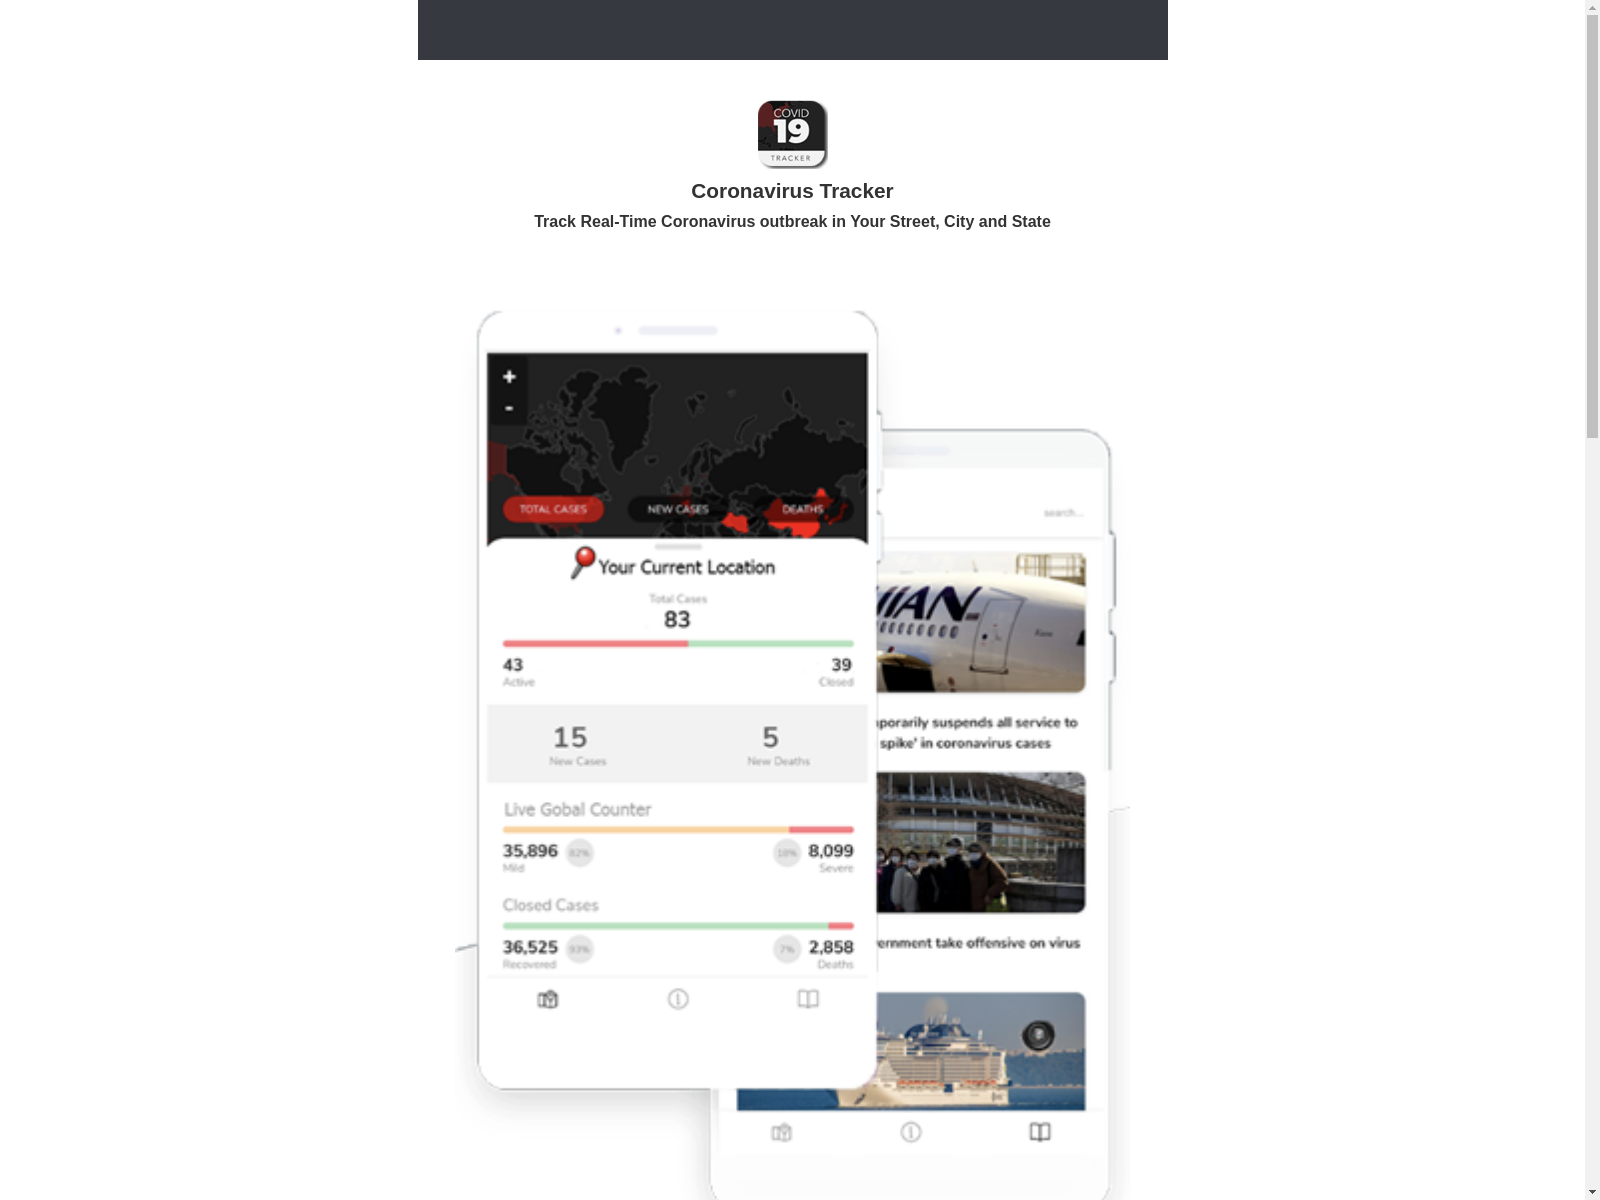 COVID
19
TRACKER
Coronavirus Tracker
Track Real-Time Coronavirus outbreak in Your Street, City and State
+
-
TOTAL CASES
NEW CASES
DEATHS
Your Current Location
Total Cases
83
43
39
Active
Closed
15
5
New Cases
New Deaths
Live Gobal Counter
35,896 82%
18% 8,099
Mild
Severe
Closed Cases
36,525 93%
7% 2,858
Recovered
Deaths
search...
porarily suspends all service to
spike' in coronavirus cases
ernment take offensive on virus